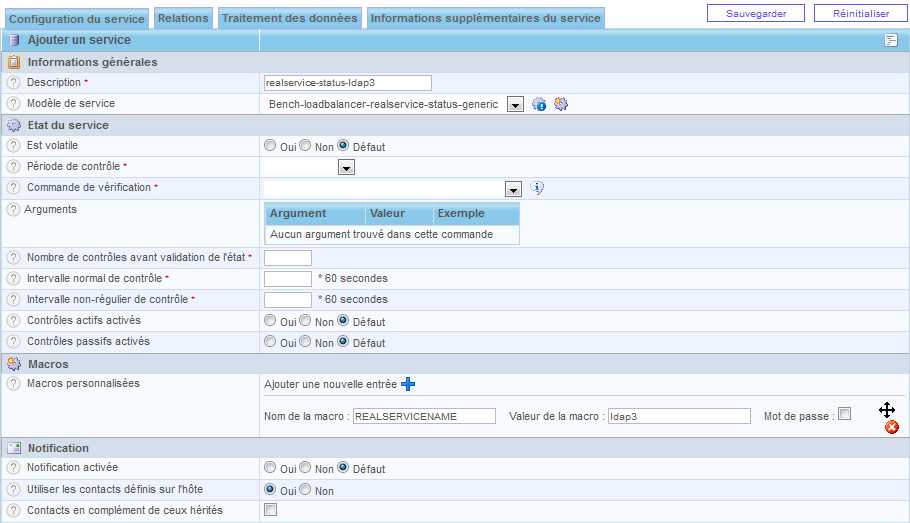 Configuration du service Relations Traitement des données Informations supplémentaires du service Sauvegarder Réinitialiser
Ajouter un service
Informations générales
? Description * realservice-status-ldap3
? Modèle de service Bench-loadbalancer-realservice-status-generic
Etat du service
? Est volatile Oui Non Défaut
? Période de contrôle *
? Commande de vérification *
? Arguments Argument Valeur Exemple
Aucun argument trouvé dans cette commande
? Nombre de contrôles avant validation de l'état *
? Intervalle normal de contrôle * * 60 secondes
? Intervalle non-régulier de contrôle * * 60 secondes
? Contrôles actifs activés Oui Non Défaut
? Contrôles passifs activés Oui Non Défaut
Macros
? Macros personnalisées Ajouter une nouvelle entrée
Nom de la macro : REALSERVICENAME Valeur de la macro : ldap3 Mot de passe :
Notification
? Notification activée Oui Non Défaut
? Utiliser les contacts définis sur l'hôte Oui Non
? Contacts en complément de ceux hérités